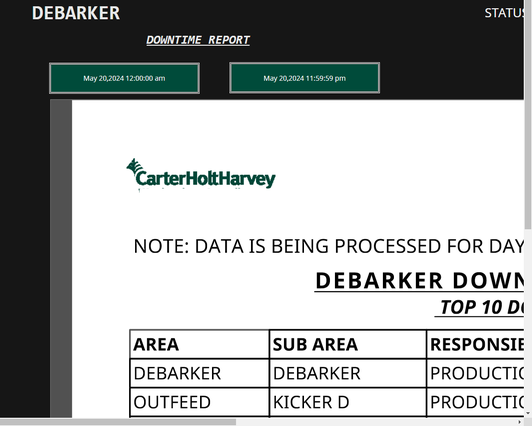 DEBARKER
STATUS
DOWNTIME REPORT
May 20,2024 12:00:00 am
May 20,2024 11:59:59 pm
CarterHoltHarvey
NOTE: DATA IS BEING PROCESSED FOR DAY
DEBARKER DOWN
TOP 10 DO
AREA SUB AREA RESPONSIB
DEBARKER DEBARKER PRODUCTIO
OUTFEED KICKER D PRODUCTIO